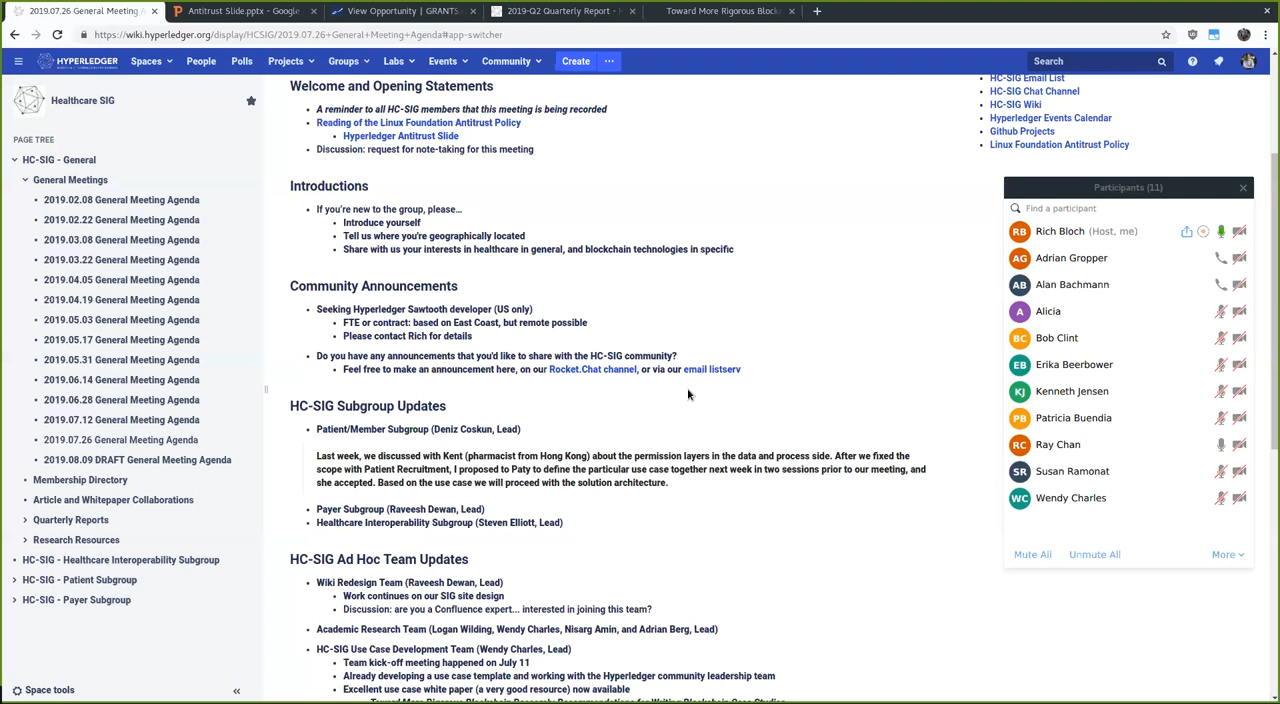 2019.07.26 General Meeting A
Antitrust Slide.pptx - Google
View Opportunity | GRANTS.
2019-Q2 Quarterly Report - H
Toward More Rigorous Block
https://wiki.hyperledger.org/display/HCSIG/2019.07.26+General+Meeting+Agenda#app-switcher
HYPERLEDGER
Spaces
People
Polls
Projects
Groups
Labs
Events
Community
Create
Search
Healthcare SIG
PAGE TREE
HC-SIG - General
General Meetings
2019.02.08 General Meeting Agenda
2019.02.22 General Meeting Agenda
2019.03.08 General Meeting Agenda
2019.03.22 General Meeting Agenda
2019.04.05 General Meeting Agenda
2019.04.19 General Meeting Agenda
2019.05.03 General Meeting Agenda
2019.05.17 General Meeting Agenda
2019.05.31 General Meeting Agenda
2019.06.14 General Meeting Agenda
2019.06.28 General Meeting Agenda
2019.07.12 General Meeting Agenda
2019.07.26 General Meeting Agenda
2019.08.09 DRAFT General Meeting Agenda
Membership Directory
Article and Whitepaper Collaborations
Quarterly Reports
Research Resources
HC-SIG - Healthcare Interoperability Subgroup
HC-SIG - Patient Subgroup
HC-SIG - Payer Subgroup
Space tools
Welcome and Opening Statements
A reminder to all HC-SIG members that this meeting is being recorded
Reading of the Linux Foundation Antitrust Policy
Hyperledger Antitrust Slide
Discussion: request for note-taking for this meeting
Introductions
If you're new to the group, please...
Introduce yourself
Tell us where you're geographically located
Share with us your interests in healthcare in general, and blockchain technologies in specific
Community Announcements
Seeking Hyperledger Sawtooth developer (US only)
FTE or contract: based on East Coast, but remote possible
Please contact Rich for details
Do you have any announcements that you'd like to share with the HC-SIG community?
Feel free to make an announcement here, on our Rocket.Chat channel, or via our email listserv
HC-SIG Subgroup Updates
Patient/Member Subgroup (Deniz Coskun, Lead)
Last week, we discussed with Kent (pharmacist from Hong Kong) about the permission layers in the data and process side. After we fixed the
scope with Patient Recruitment, I proposed to Paty to define the particular use case together next week in two sessions prior to our meeting, and
she accepted. Based on the use case we will proceed with the solution architecture.
Payer Subgroup (Raveesh Dewan, Lead)
Healthcare Interoperability Subgroup (Steven Elliott, Lead)
HC-SIG Ad Hoc Team Updates
Wiki Redesign Team (Raveesh Dewan, Lead)
Work continues on our SIG site design
Discussion: are you a Confluence expert... interested in joining this team?
Academic Research Team (Logan Wilding, Wendy Charles, Nisarg Amin, and Adrian Berg, Lead)
HC-SIG Use Case Development Team (Wendy Charles, Lead)
Team kick-off meeting happened on July 11
Already developing a use case template and working with the Hyperledger community leadership team
Excellent use case white paper (a very good resource) now available
Toward More Rigorous Blockchain Research: Recommendations for Writing Blockchain Case Studies
HC-SIG Email List
HC-SIG Chat Channel
HC-SIG Wiki
Hyperledger Events Calendar
Github Projects
Linux Foundation Antitrust Policy
Participants (11)
Find a participant
RB Rich Bloch (Host, me)
AG Adrian Gropper
AB Alan Bachmann
A Alicia
BC Bob Clint
EB Erika Beerbower
KJ Kenneth Jensen
PB Patricia Buendia
RC Ray Chan
SR Susan Ramonat
WC Wendy Charles
Mute All
Unmute All
More